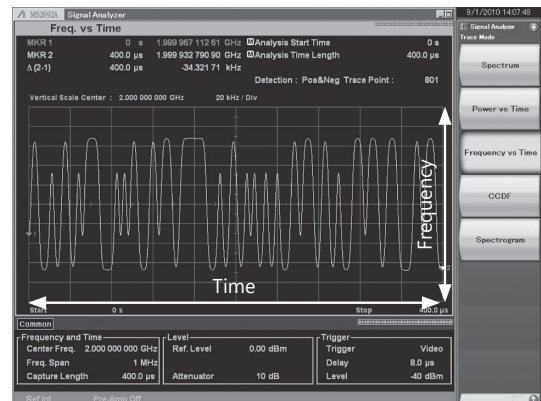 MS2692A Signal Analyzer
9/1/2010 14:07:48
Freq. vs Time
MKR 1 0 s 1.999 967 112 61 GHz Analysis Start Time 0 s
MKR 2 400.0 µs 1.999 932 790 90 GHz Analysis Time Length 400.0 µs
Δ (2-1) 400.0 µs -34.321 71 kHz
Detection : Pos&Neg Trace Point : 801
Vertical Scale Center : 2.000 000 000 GHz 20 kHz / Div
1
2
Frequency
Time
Start 0 s Stop 400.0 µs
Common
Frequency and Time
Center Freq. 2.000 000 000 GHz
Freq. Span 1 MHz
Capture Length 400.0 µs
Level
Ref. Level 0.00 dBm
Attenuator 10 dB
Trigger
Trigger Video
Delay 8.0 µs
Level -40 dBm
Ref.Int Pre-Amp Off
Signal Analyzer
Trace Mode
Spectrum
Power vs Time
Frequency vs Time
CCDF
Spectrogram